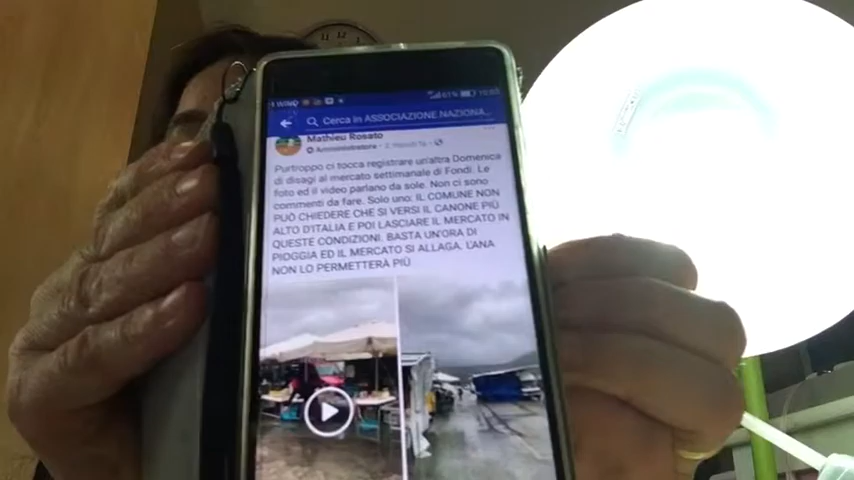 WIND
61%
Cerca in ASSOCIAZIONE NAZIONA...
Mathieu Rosato
Amministratore
Purtroppo ci tocca registrare un'altra Domenica
di disagi al mercato settimanale di Fondi. Le
foto ed il video parlano da sole. Non ci sono
commenti da fare. Solo uno: IL COMUNE NON
PUÒ CHIEDERE CHE SI VERSI IL CANONE PIÙ
ALTO D'ITALIA E POI LASCIARE IL MERCATO IN
QUESTE CONDIZIONI. BASTA UN'ORA DI
PIOGGIA ED IL MERCATO SI ALLAGA. L'ANA
NON LO PERMETTERÀ PIÙ